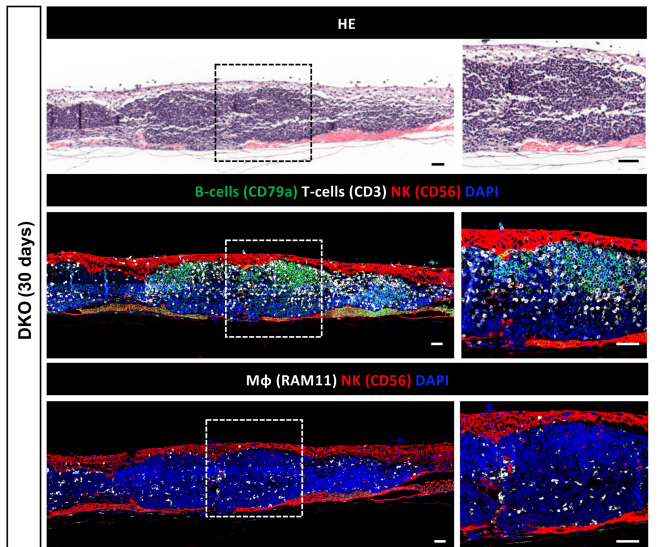 HE
B-cells (CD79a) T-cells (CD3) NK (CD56) DAPI
DKO (30 days)
Mϕ (RAM11) NK (CD56) DAPI